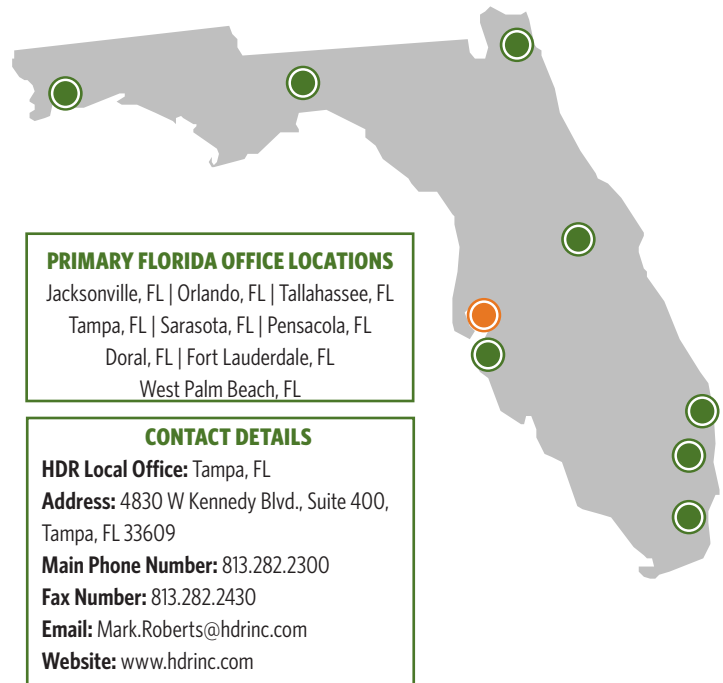 PRIMARY FLORIDA OFFICE LOCATIONS
Jacksonville, FL | Orlando, FL | Tallahassee, FL
Tampa, FL | Sarasota, FL | Pensacola, FL
Doral, FL | Fort Lauderdale, FL
West Palm Beach, FL
CONTACT DETAILS
HDR Local Office: Tampa, FL
Address: 4830 W Kennedy Blvd., Suite 400,
Tampa, FL 33609
Main Phone Number: 813.282.2300
Fax Number: 813.282.2430
Email: Mark.Roberts@hdrinc.com
Website: www.hdrinc.com